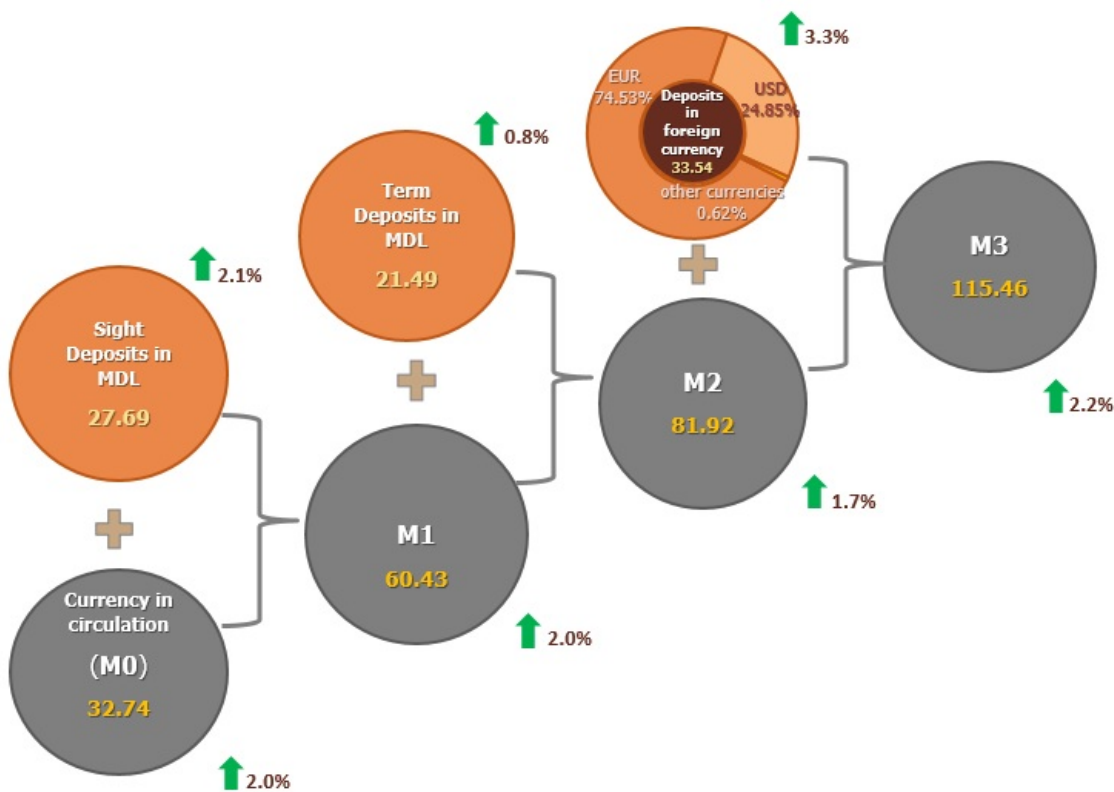 3.3%
EUR
74.53%
USD
24.85%
Deposits
in
foreign
currency
33.54
other currencies
0.62%
0.8%
Term
Deposits in
MDL
21.49
M3
115.46
2.2%
2.1%
Sight
Deposits in
MDL
27.69
M2
81.92
1.7%
M1
60.43
2.0%
Currency in
circulation
(M0)
32.74
2.0%